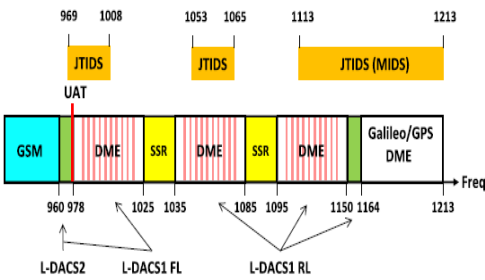 969 1008 1053 1065 1113 1213
JTIDS JTIDS JTIDS (MIDS)
UAT
GSM DME SSR DME SSR DME Galileo/GPS DME
Freq
960 978 1025 1035 1085 1095 1150 1164 1213
L-DACS2 L-DACS1 FL L-DACS1 RL